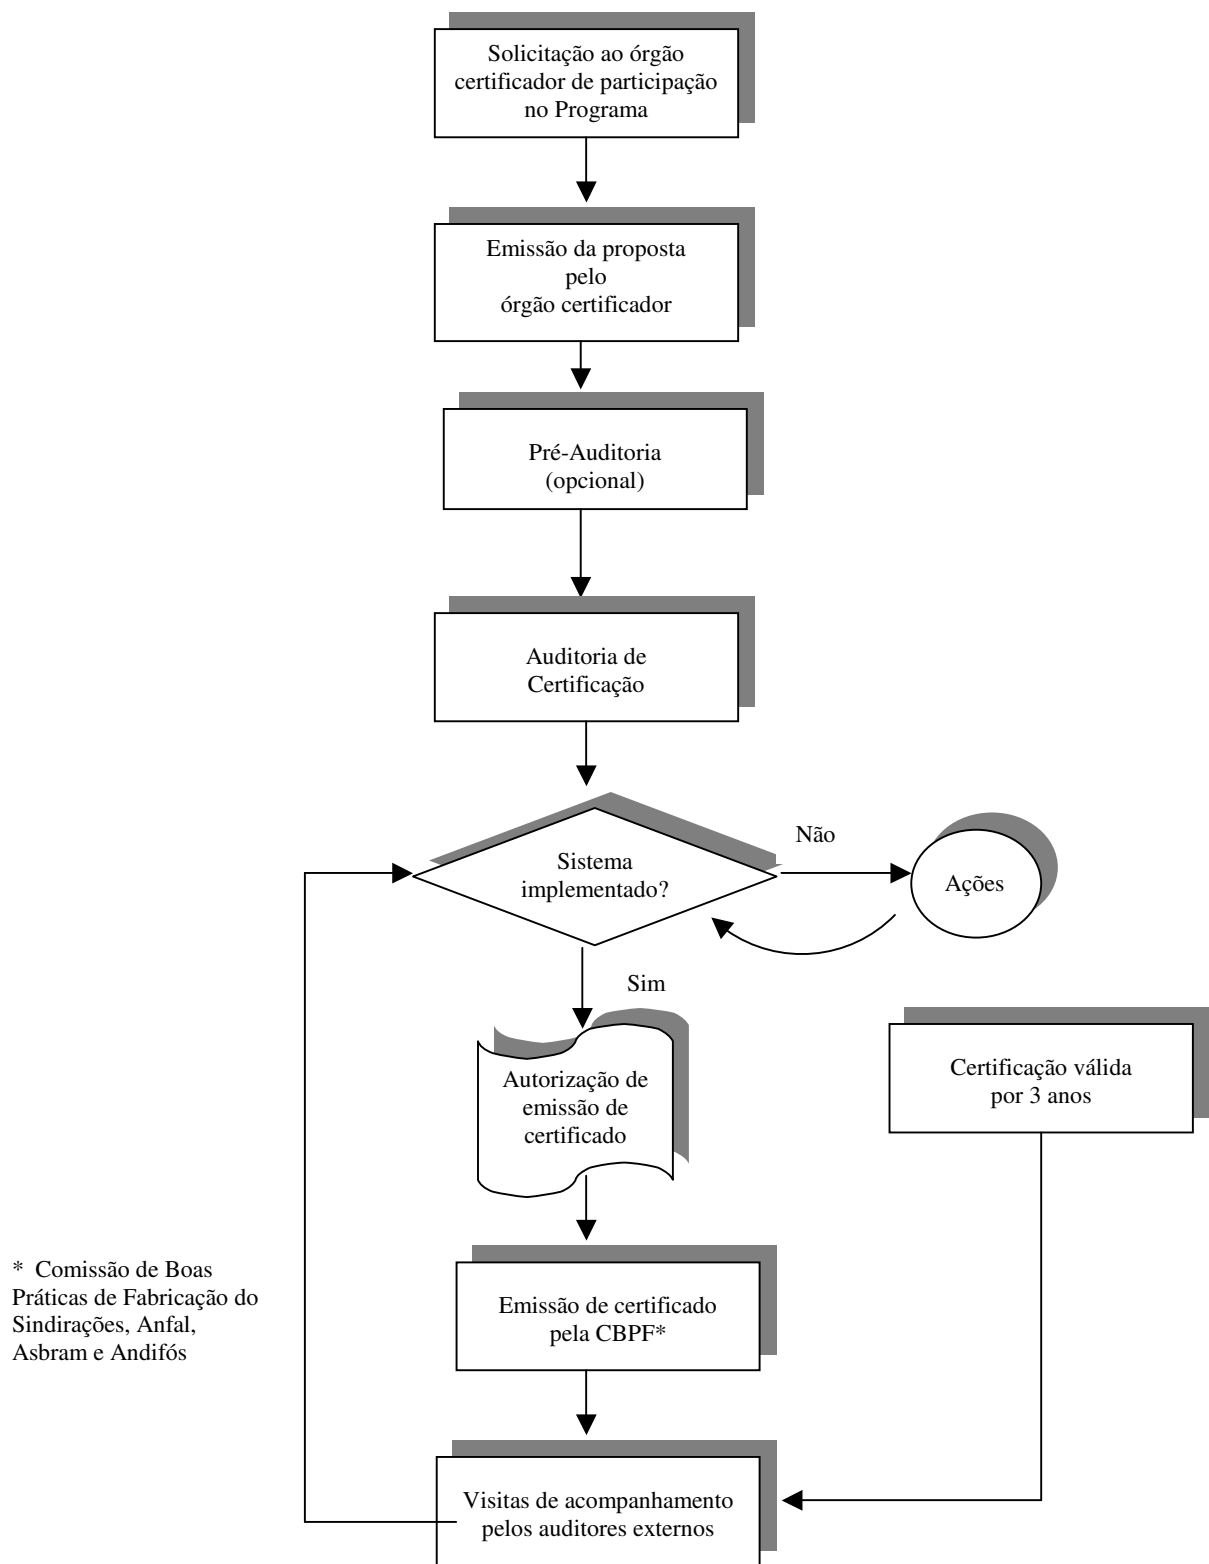 Solicitação ao órgão
certificador de participação
no Programa
Emissão da proposta
pelo
órgão certificador
Pré-Auditoria
(opcional)
Auditoria de
Certificação
Sistema
implementado?
Não
Ações
Sim
Autorização de
emissão de
certificado
Certificação válida
por 3 anos
* Comissão de Boas
Práticas de Fabricação do
Sindirações, Anfal,
Asbram e Andifós
Emissão de certificado
pela CBPF*
Visitas de acompanhamento
pelos auditores externos